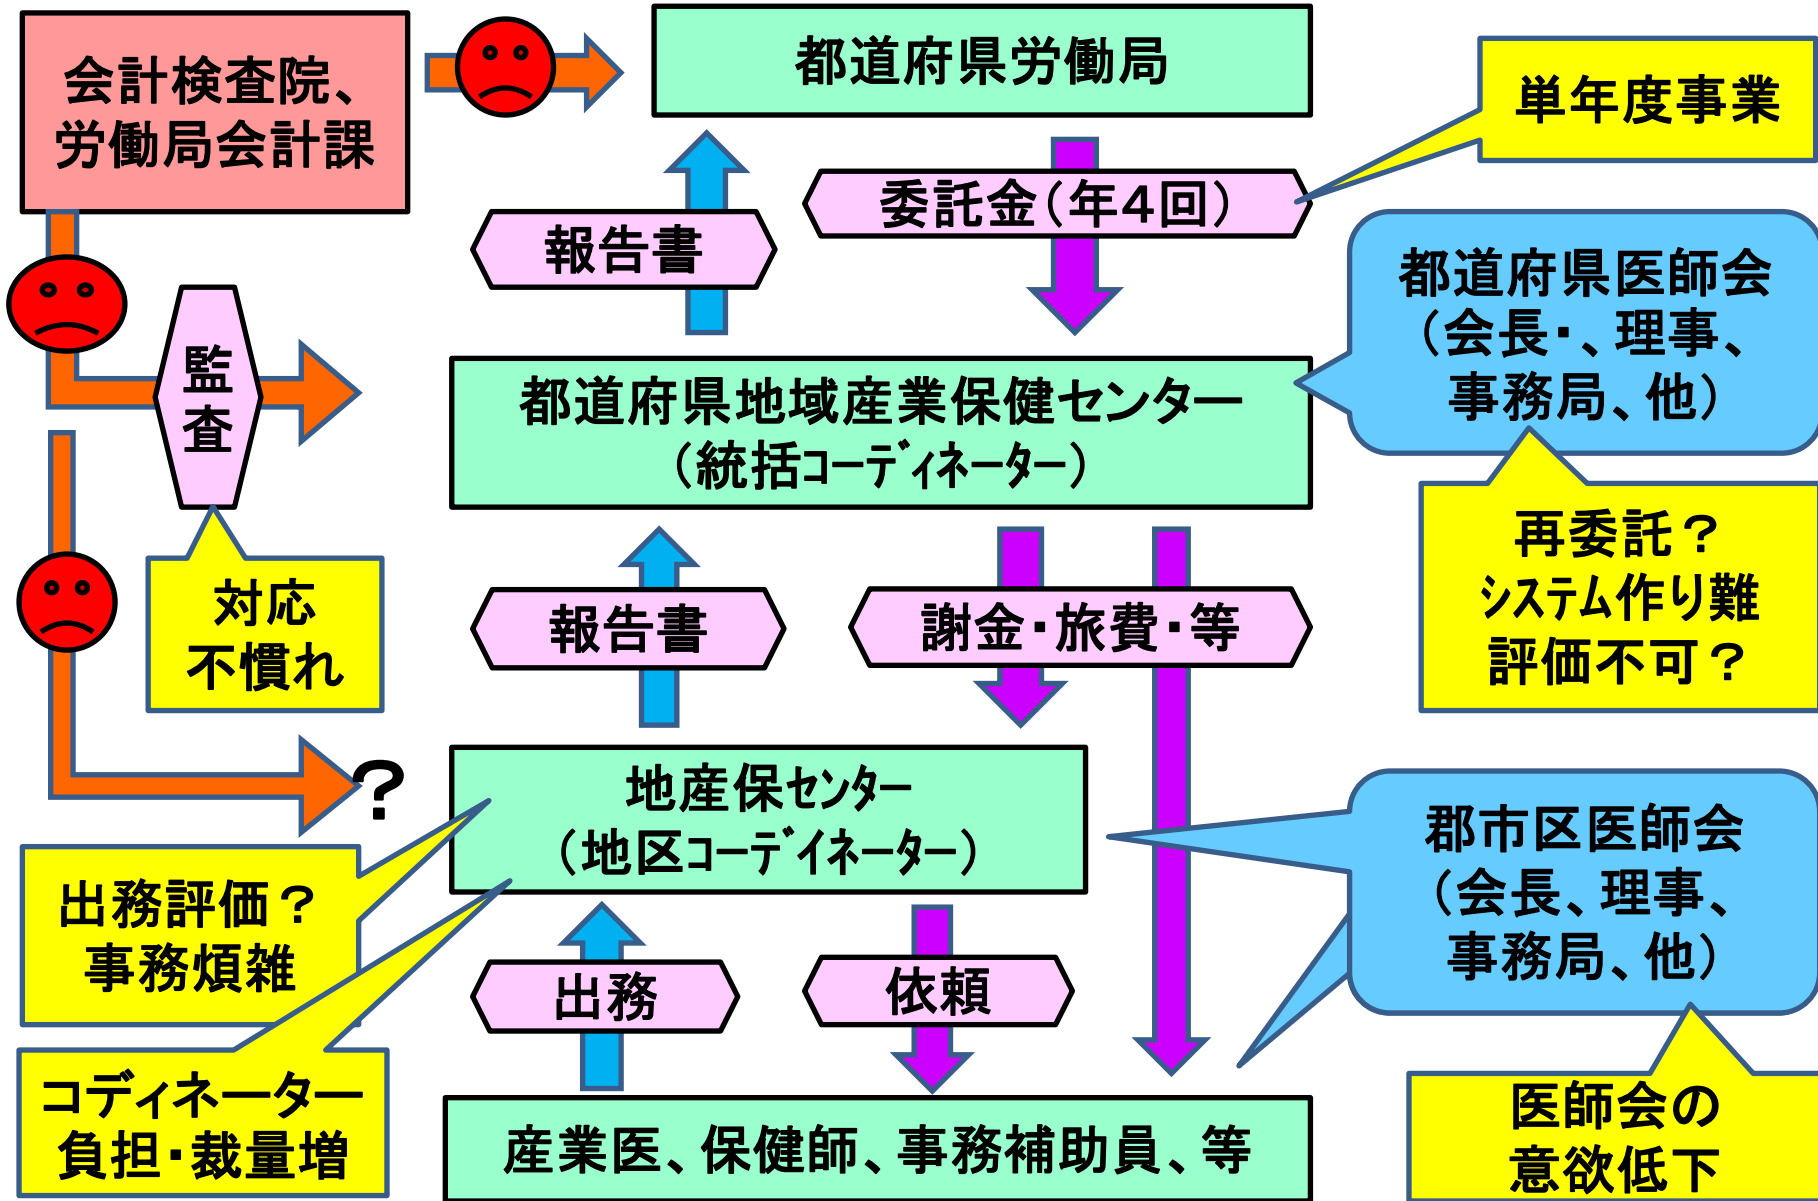 会計検査院、
労働局会計課
都道府県労働局
単年度事業
委託金（年４回）
報告書
都道府県医師会
（会長・、理事、
事務局、他）
監
査
都道府県地域産業保健センター
（統括ｺｰﾃﾞｨﾈｰﾀｰ）
再委託？
ｼｽﾃﾑ作り難
評価不可？
対応
不慣れ
報告書
謝金・旅費・等
？
地産保ｾﾝﾀｰ
（地区ｺｰﾃﾞｲﾈｰﾀｰ）
郡市区医師会
（会長、理事、
事務局、他）
出務評価？
事務煩雑
出務
依頼
コディネーター
負担・裁量増
産業医、保健師、事務補助員、等
医師会の
意欲低下